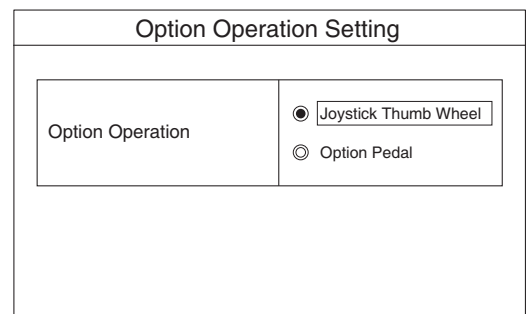 Option Operation Setting
Option Operation
Joystick Thumb Wheel
Option Pedal